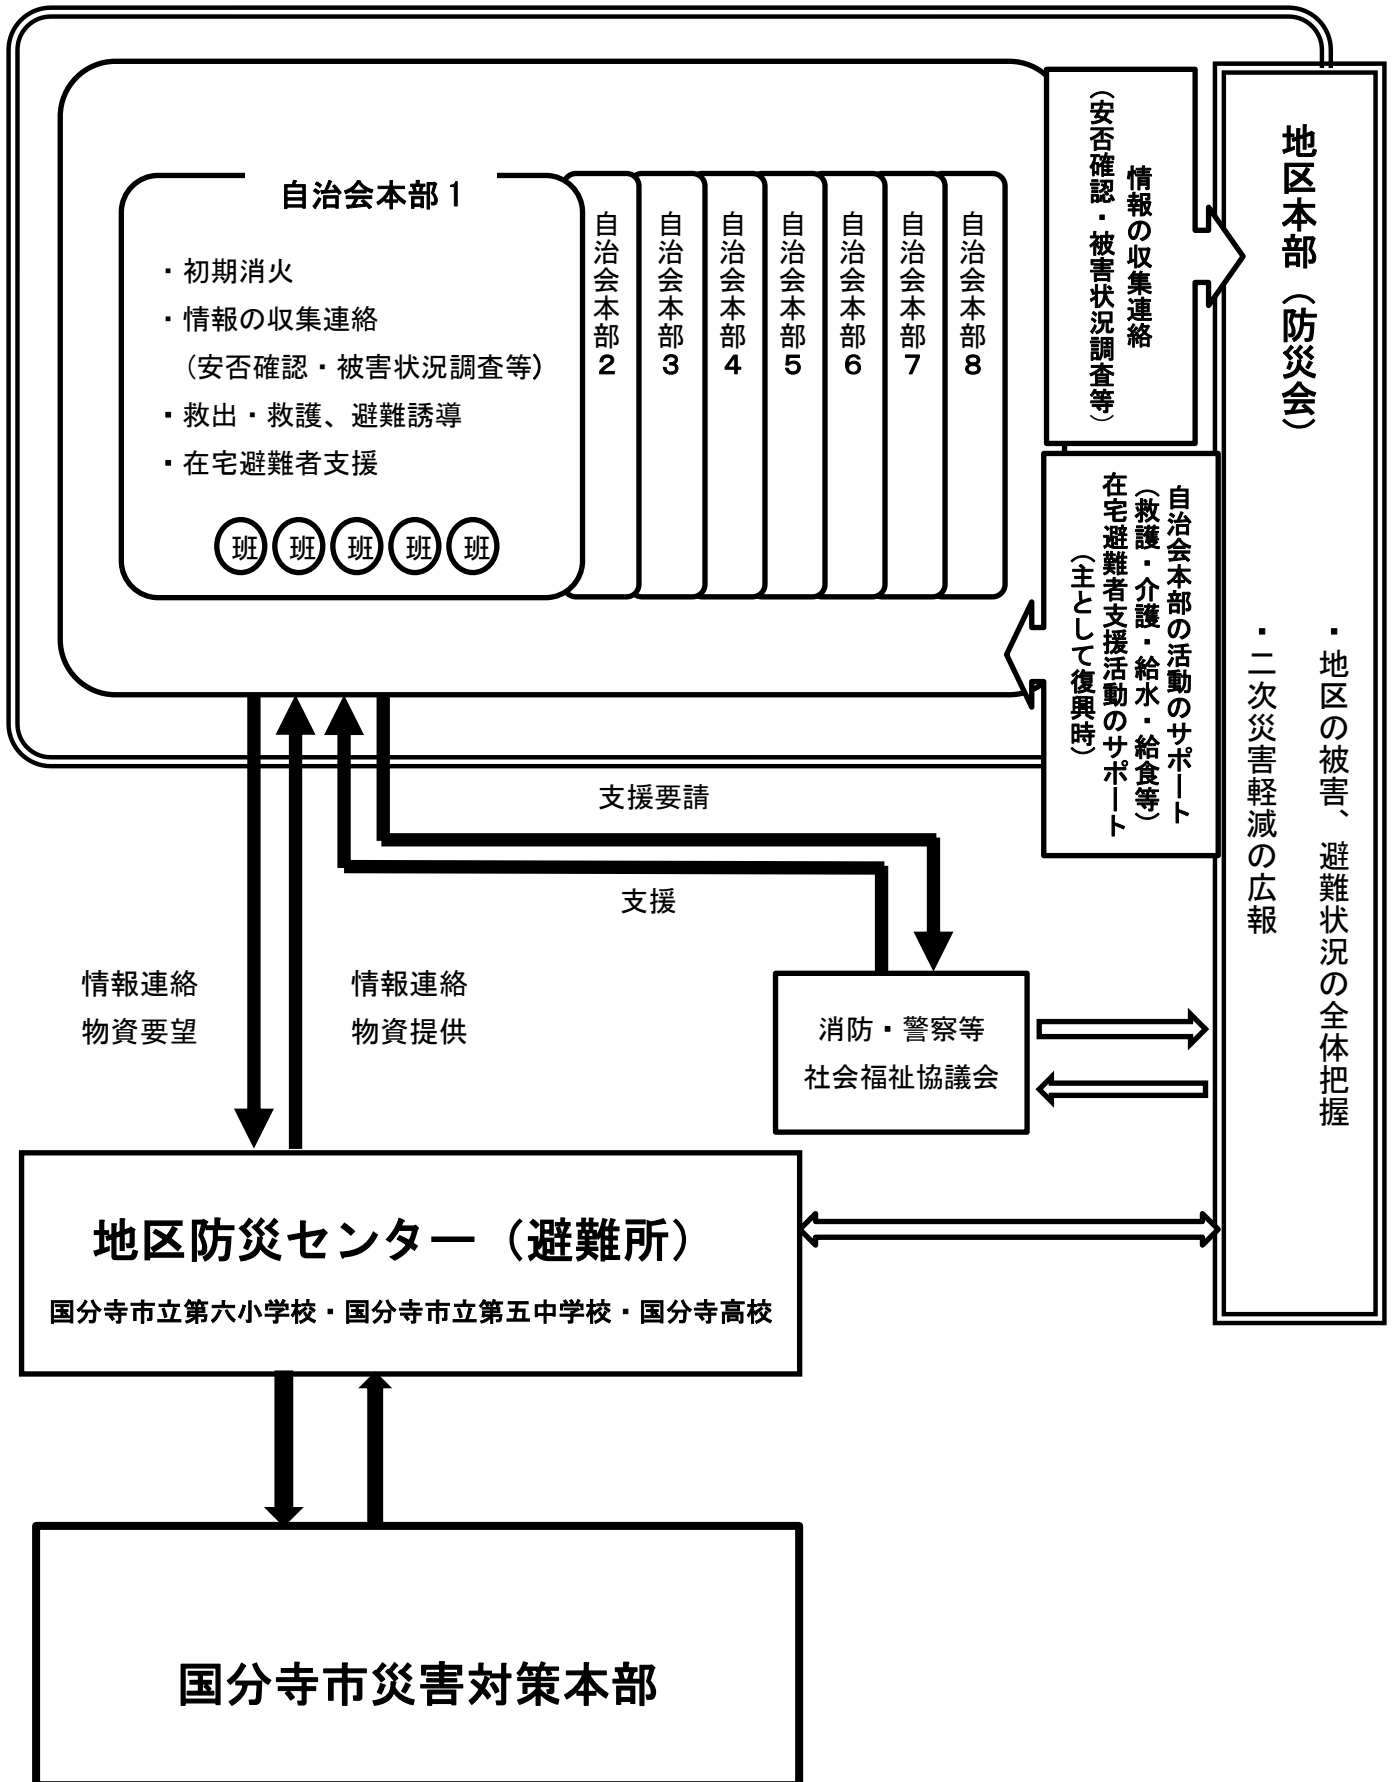 自治会本部1
・初期消火
・情報の収集連絡
（安否確認・被害状況調査等）
・救出・救護、避難誘導
・在宅避難者支援
班 班 班 班 班
自治会本部2
自治会本部3
自治会本部4
自治会本部5
自治会本部6
自治会本部7
自治会本部8
情報の収集連絡
（安否確認・被害状況調査等）
自治会本部の活動のサポート
（救護・介護・給水・給食等）
在宅避難者支援活動のサポート
（主として復興時）
地区本部（防災会）
・地区の被害、避難状況の全体把握
・二次災害軽減の広報
支援要請
支援
情報連絡
物資要望
情報連絡
物資提供
消防・警察等
社会福祉協議会
地区防災センター（避難所）
国分寺市立第六小学校・国分寺市立第五中学校・国分寺高校
国分寺市災害対策本部